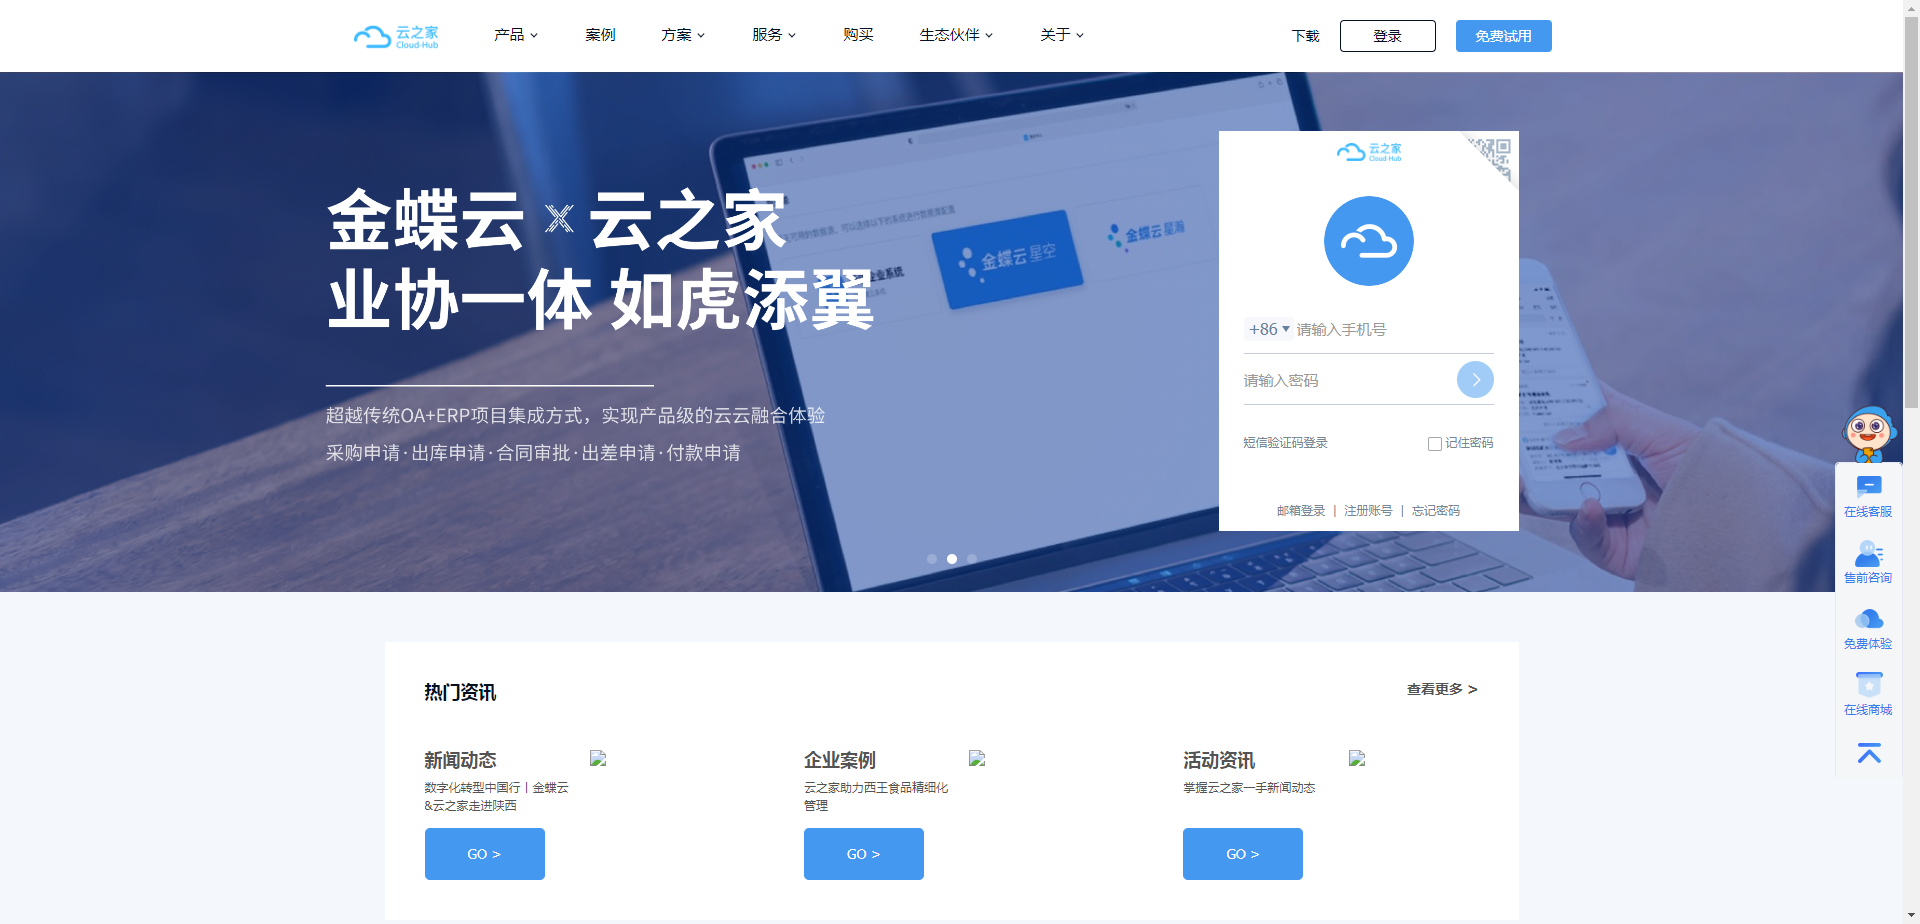 云之家
Cloud-Hub
产品
案例
方案
服务
购买
生态伙伴
关于
下载
登录
免费试用
金蝶云 X 云之家
业协一体 如虎添翼
超越传统OA+ERP项目集成方式，实现产品级的云云融合体验
采购申请·出库申请·合同审批·出差申请·付款申请
金蝶云星空
金蝶云星瀚
云之家
Cloud-Hub
+86 请输入手机号
请输入密码
短信验证码登录
记住密码
邮箱登录 | 注册账号 | 忘记密码
在线客服
售前咨询
免费体验
在线商城
热门资讯
查看更多 >
新闻动态
数字化转型中国行丨金蝶云
&云之家走进陕西
GO >
企业案例
云之家助力西王食品精细化
管理
GO >
活动资讯
掌握云之家一手新闻动态
GO >